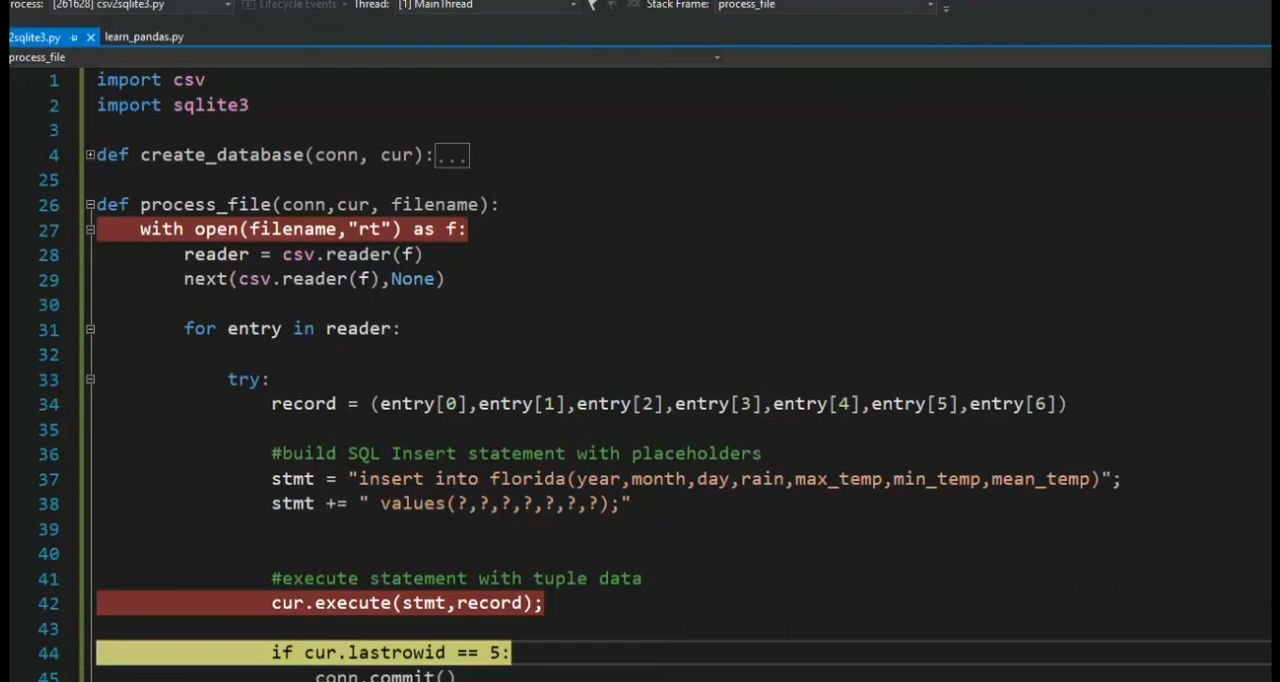 rocess: [261628] csv2sqlite3.py Lifecycle Events Thread: [1] MainThread Stack Frame: process_file
2sqlite3.py learn_pandas.py
process_file
1 import csv
2 import sqlite3
3
4 def create_database(conn, cur):...
25
26 def process_file(conn,cur, filename):
27 with open(filename,"rt") as f:
28 reader = csv.reader(f)
29 next(csv.reader(f),None)
30
31 for entry in reader:
32
33 try:
34 record = (entry[0],entry[1],entry[2],entry[3],entry[4],entry[5],entry[6])
35
36 #build SQL Insert statement with placeholders
37 stmt = "insert into florida(year,month,day,rain,max_temp,min_temp,mean_temp)";
38 stmt += " values(?,?,?,?,?,?,?);"
39
40
41 #execute statement with tuple data
42 cur.execute(stmt,record);
43
44 if cur.lastrowid == 5:
45 conn.commit()